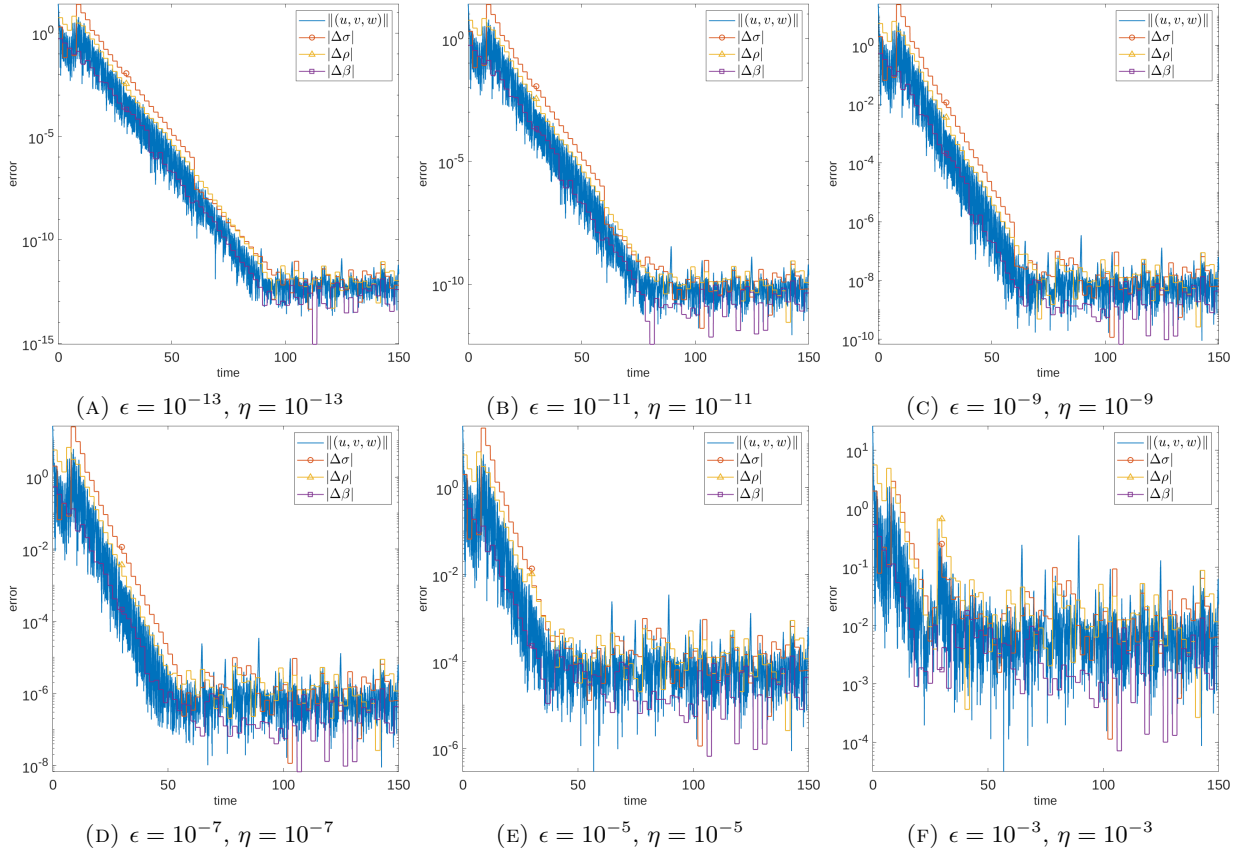 10^0
10^-5
10^-10
10^-15
error
0 50 100 150
time
‖(u, v, w)‖
|Δσ|
|Δρ|
|Δβ|
(A) ϵ = 10^-13, η = 10^-13
10^0
10^-5
10^-10
error
0 50 100 150
time
‖(u, v, w)‖
|Δσ|
|Δρ|
|Δβ|
(B) ϵ = 10^-11, η = 10^-11
10^0
10^-2
10^-4
10^-6
10^-8
10^-10
error
0 50 100 150
time
‖(u, v, w)‖
|Δσ|
|Δρ|
|Δβ|
(C) ϵ = 10^-9, η = 10^-9
10^0
10^-2
10^-4
10^-6
10^-8
error
0 50 100 150
time
‖(u, v, w)‖
|Δσ|
|Δρ|
|Δβ|
(D) ϵ = 10^-7, η = 10^-7
10^0
10^-2
10^-4
10^-6
error
0 50 100 150
time
‖(u, v, w)‖
|Δσ|
|Δρ|
|Δβ|
(E) ϵ = 10^-5, η = 10^-5
10^1
10^0
10^-1
10^-2
10^-3
10^-4
error
0 50 100 150
time
‖(u, v, w)‖
|Δσ|
|Δρ|
|Δβ|
(F) ϵ = 10^-3, η = 10^-3